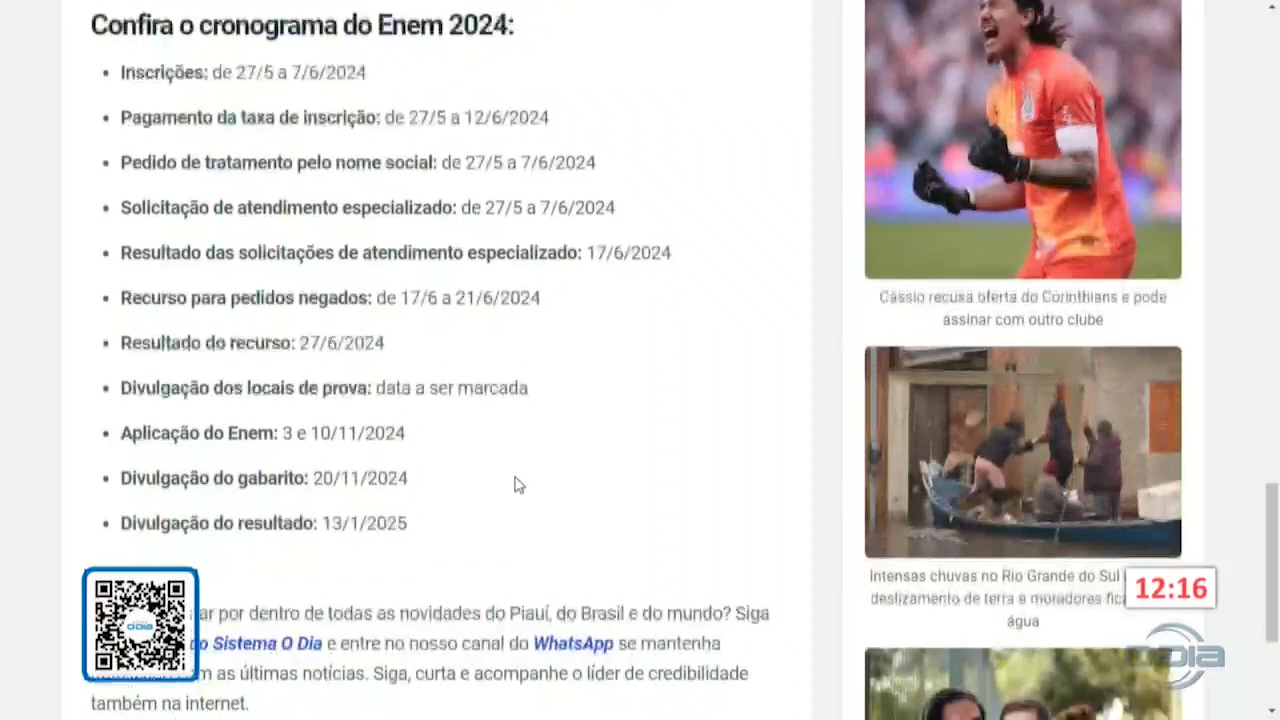 Confira o cronograma do Enem 2024:
• Inscrições: de 27/5 a 7/6/2024
• Pagamento da taxa de inscrição: de 27/5 a 12/6/2024
• Pedido de tratamento pelo nome social: de 27/5 a 7/6/2024
• Solicitação de atendimento especializado: de 27/5 a 7/6/2024
• Resultado das solicitações de atendimento especializado: 17/6/2024
• Recurso para pedidos negados: de 17/6 a 21/6/2024
• Resultado do recurso: 27/6/2024
• Divulgação dos locais de prova: data a ser marcada
• Aplicação do Enem: 3 e 10/11/2024
• Divulgação do gabarito: 20/11/2024
• Divulgação do resultado: 13/1/2025
ar por dentro de todas as novidades do Piauí, do Brasil e do mundo? Siga
o Sistema O Dia e entre no nosso canal do WhatsApp se mantenha
m as últimas notícias. Siga, curta e acompanhe o líder de credibilidade
também na internet.
Cássio recusa oferta do Corinthians e pode
assinar com outro clube
Intensas chuvas no Rio Grande do Sul
deslizamento de terra e moradores fica
água
12:16
ODIA
ODIA